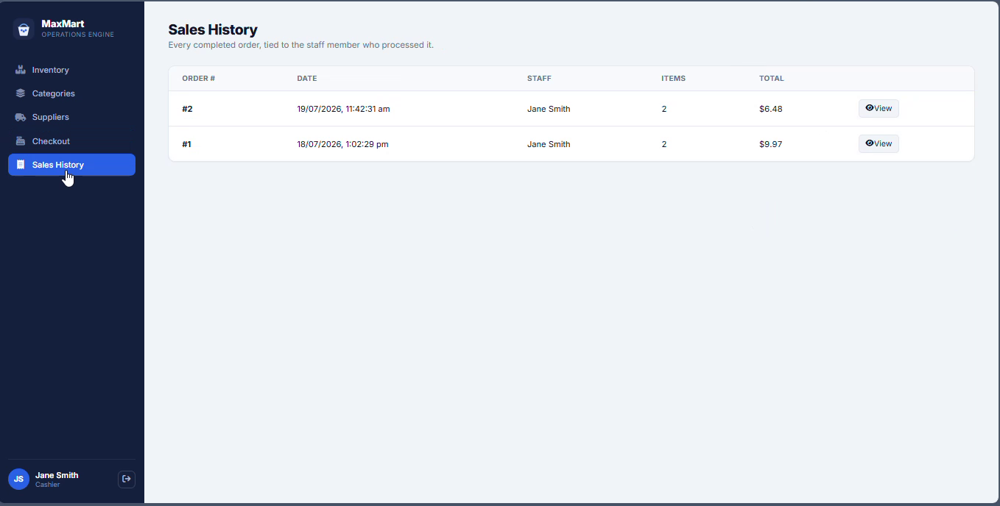 MaxMart
OPERATIONS ENGINE
Inventory
Categories
Suppliers
Checkout
Sales History
Jane Smith
Cashier
JS
Sales History
Every completed order, tied to the staff member who processed it.
ORDER # DATE STAFF ITEMS TOTAL
#2 19/07/2026, 11:42:31 am Jane Smith 2 $6.48 View
#1 18/07/2026, 1:02:29 pm Jane Smith 2 $9.97 View